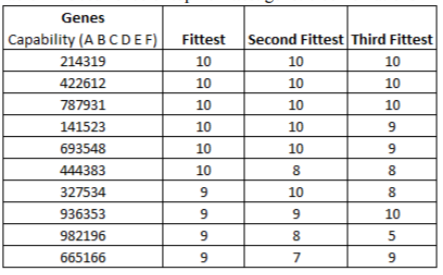 Genes
Capability (A B C D E F) Fittest Second Fittest Third Fittest
214319 10 10 10
422612 10 10 10
787931 10 10 10
141523 10 10 9
693548 10 10 9
444383 10 8 8
327534 9 10 8
936353 9 9 10
982196 9 8 5
665166 9 7 9